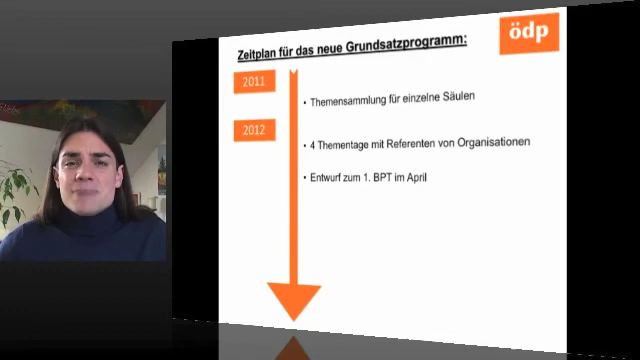 Zeitplan für das neue Grundsatzprogramm:
ödp
2011
• Themensammlung für einzelne Säulen
2012
• 4 Thementage mit Referenten von Organisationen
• Entwurf zum 1. BPT im April